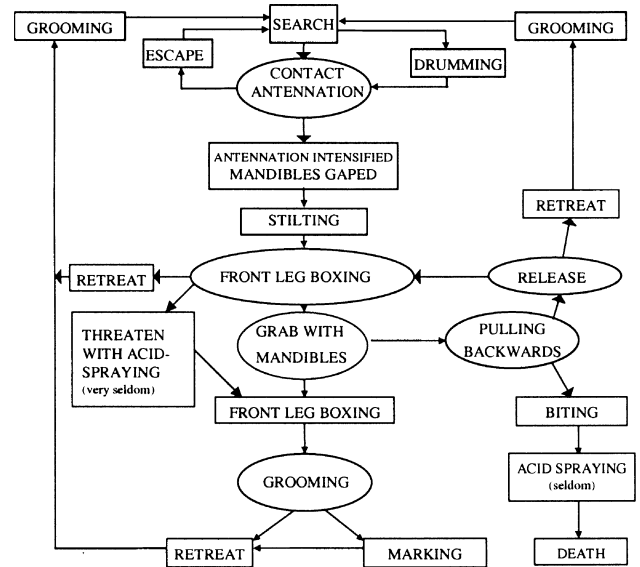 GROOMING
SEARCH
GROOMING
ESCAPE
DRUMMING
CONTACT
ANTENNATION
ANTENNATION INTENSIFIED
MANDIBLES GAPED
STILTING
RETREAT
RETREAT
FRONT LEG BOXING
RELEASE
THREATEN
WITH ACID-
SPRAYING
(very seldom)
GRAB WITH
MANDIBLES
PULLING
BACKWARDS
FRONT LEG BOXING
BITING
GROOMING
ACID SPRAYING
(seldom)
RETREAT
MARKING
DEATH